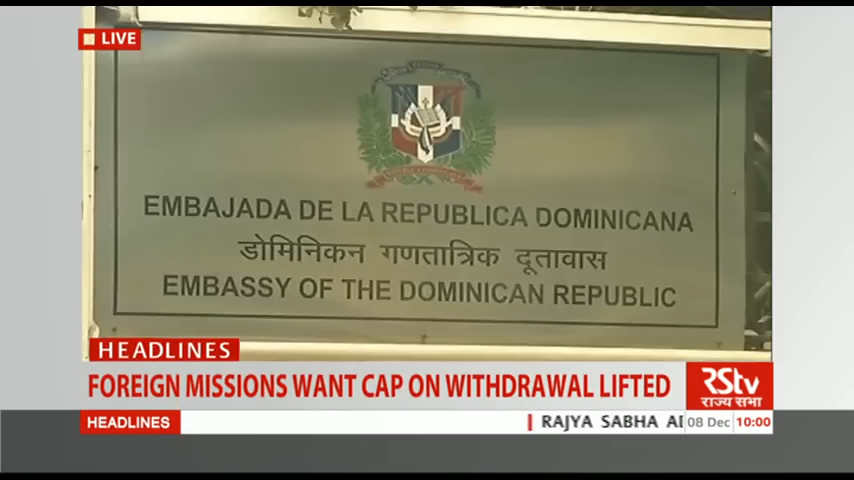 LIVE
EMBAJADA DE LA REPUBLICA DOMINICANA
डोमिनिकन गणतात्रिक दूतावास
EMBASSY OF THE DOMINICAN REPUBLIC
HEADLINES
FOREIGN MISSIONS WANT CAP ON WITHDRAWAL LIFTED
RSTV
राज्य सभा
HEADLINES
RAJYA SABHA
08 Dec
10:00